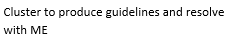 Cluster to produce guidelines and resolve
with ME